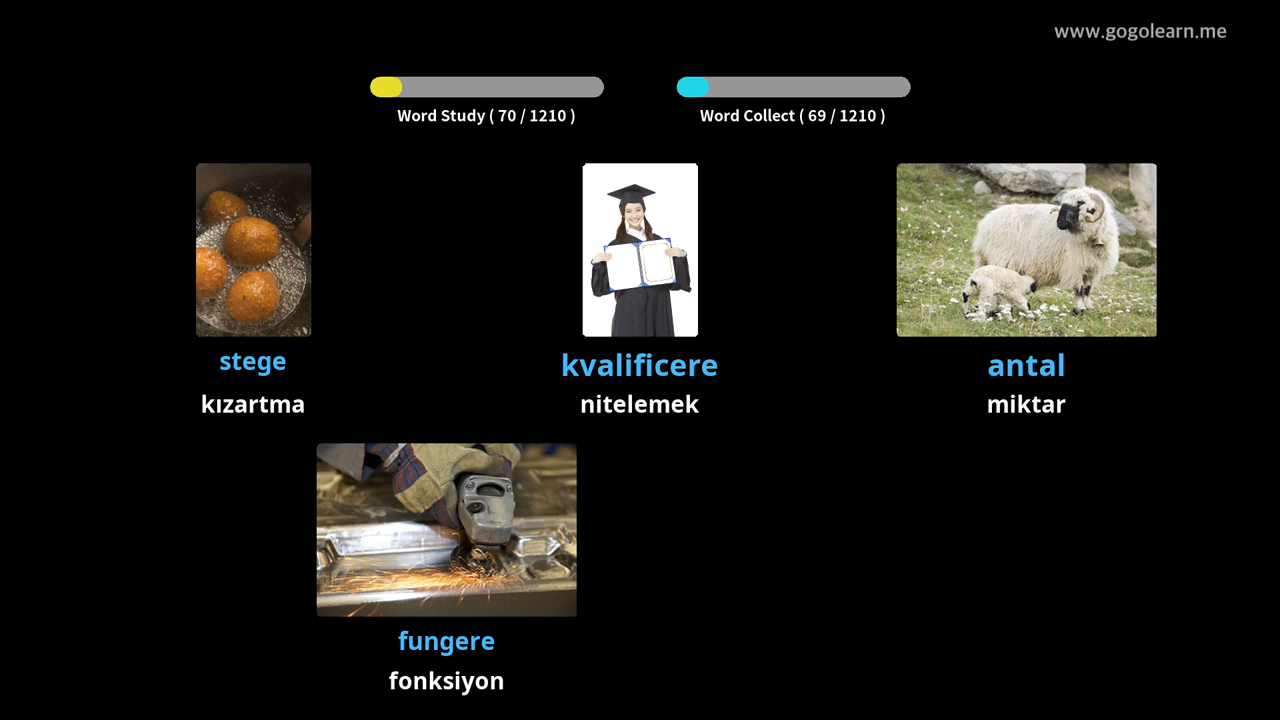 www.gogolearn.me
Word Study ( 70 / 1210 )
Word Collect ( 69 / 1210 )
stege
kızartma
kvalificere
nitelemek
antal
miktar
fungere
fonksiyon